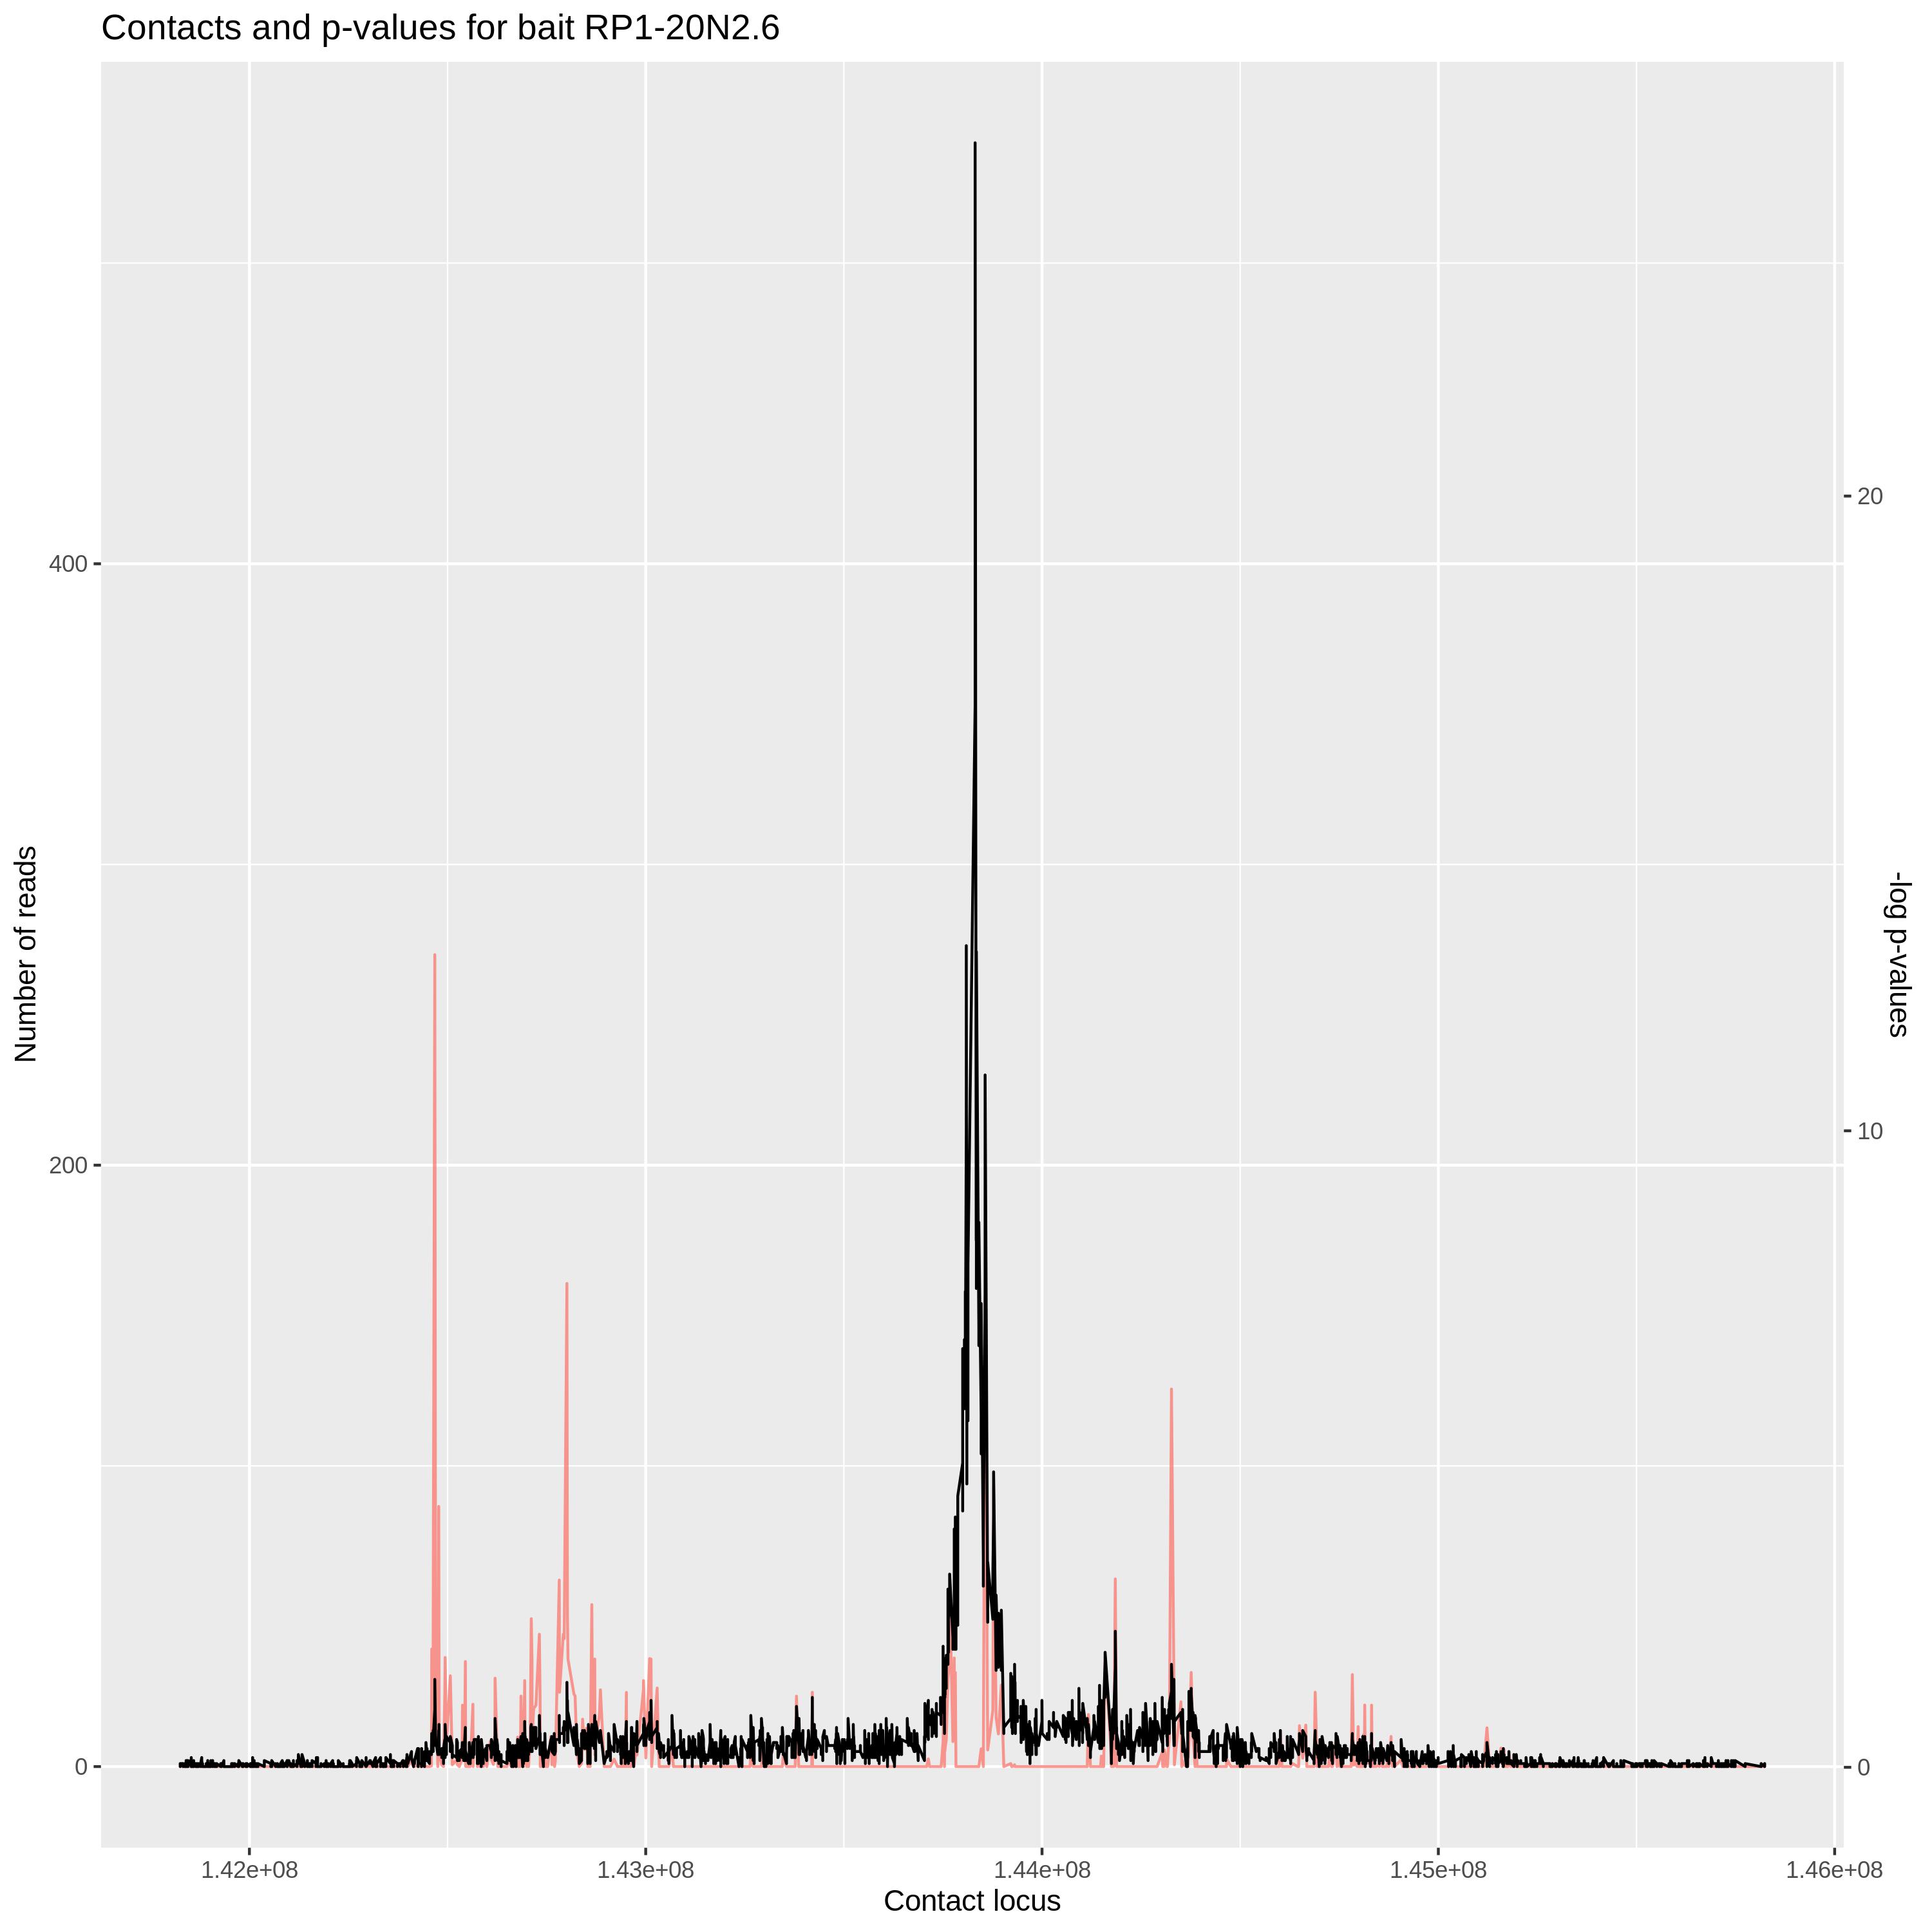 Contacts and p-values for bait RP1-20N2.6
Number of reads
400
200
0
20
10
0
-log p-values
1.42e+08 1.43e+08 1.44e+08 1.45e+08 1.46e+08
Contact locus